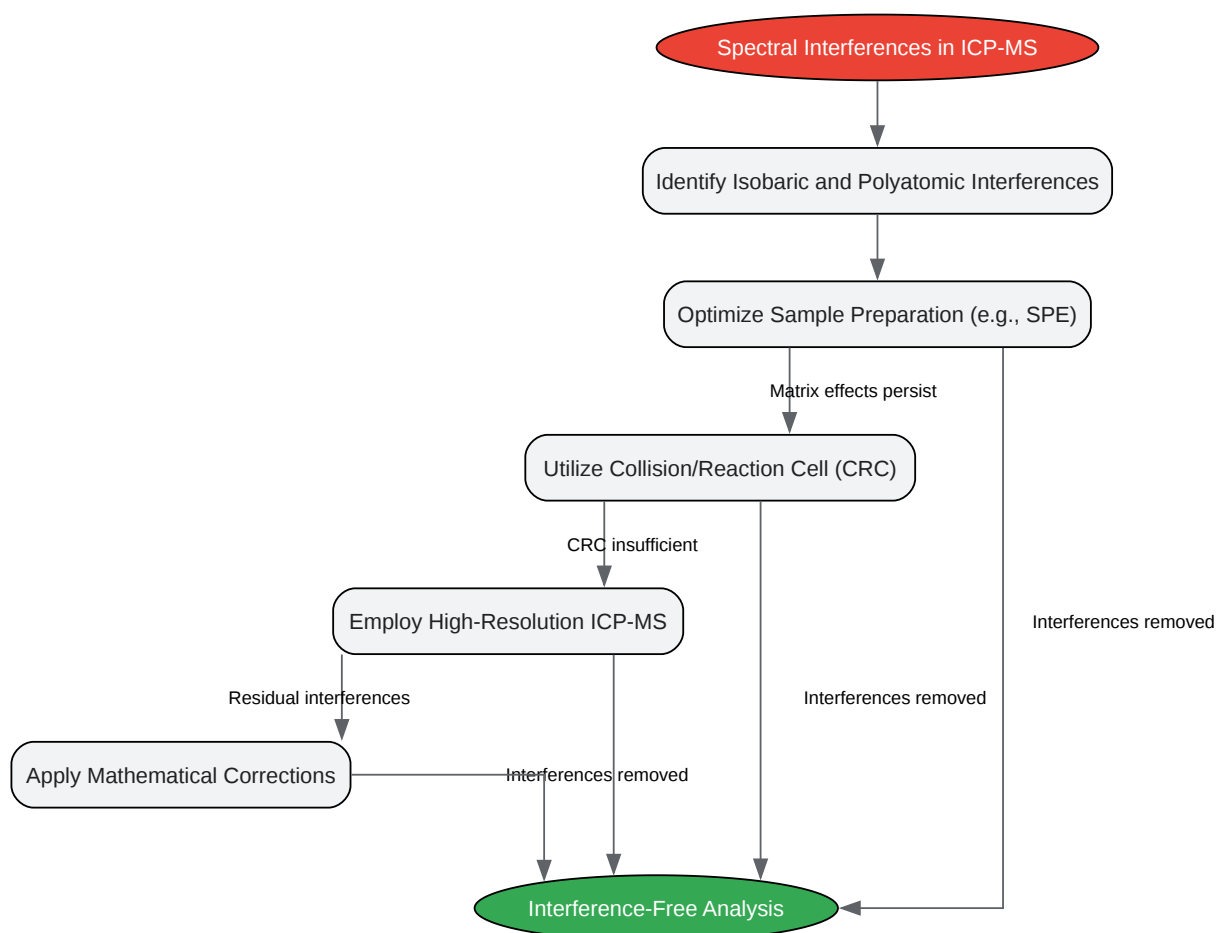 Spectral Interferences in ICP-MS
Identify Isobaric and Polyatomic Interferences
Optimize Sample Preparation (e.g., SPE)
Matrix effects persist
Utilize Collision/Reaction Cell (CRC)
CRC insufficient
Employ High-Resolution ICP-MS
Interferences removed
Residual interferences
Interferences removed
Apply Mathematical Corrections
Interferences removed
Interference-Free Analysis